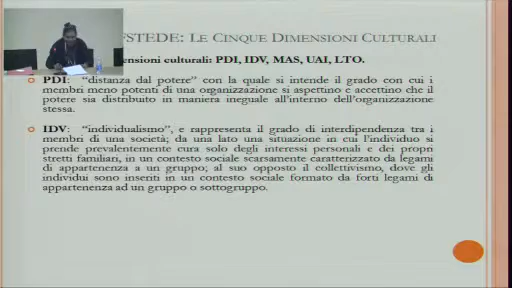 FSTEDE: LE CINQUE DIMENSIONI CULTURALI
ensioni culturali: PDI, IDV, MAS, UAI, LTO.
PDI: “distanza dal potere” con la quale si intende il grado con cui i
membri meno potenti di una organizzazione si aspettino e accettino che il
potere sia distribuito in maniera ineguale all’interno dell’organizzazione
stessa.
IDV: “individualismo”, e rappresenta il grado di interdipendenza tra i
membri di una società; da una lato una situazione in cui l’individuo si
prende prevalentemente cura solo degli interessi personali e dei propri
stretti familiari, in un contesto sociale scarsamente caratterizzato da legami
di appartenenza a un gruppo; al suo opposto il collettivismo, dove gli
individui sono inseriti in un contesto sociale formato da forti legami di
appartenenza ad un gruppo o sottogruppo.